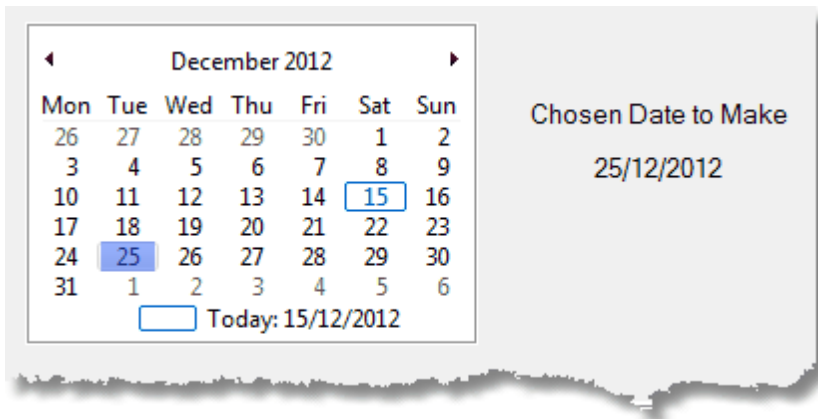 December 2012
Mon Tue Wed Thu Fri Sat Sun
26 27 28 29 30 1 2
3 4 5 6 7 8 9
10 11 12 13 14 15 16
17 18 19 20 21 22 23
24 25 26 27 28 29 30
31 1 2 3 4 5 6
Today: 15/12/2012
Chosen Date to Make
25/12/2012